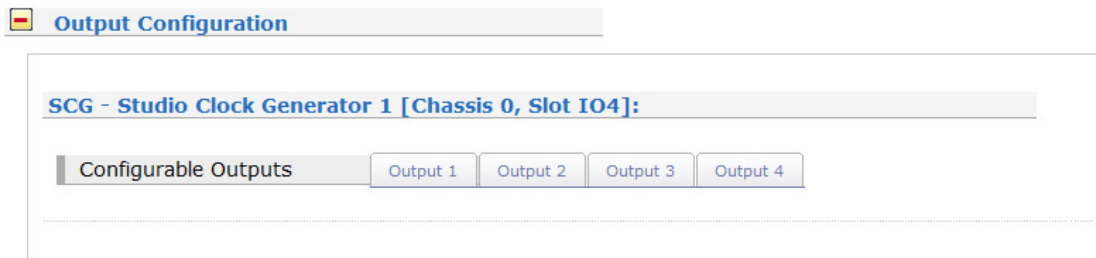 Output Configuration
SCG - Studio Clock Generator 1 [Chassis 0, Slot IO4]:
Configurable Outputs Output 1 Output 2 Output 3 Output 4